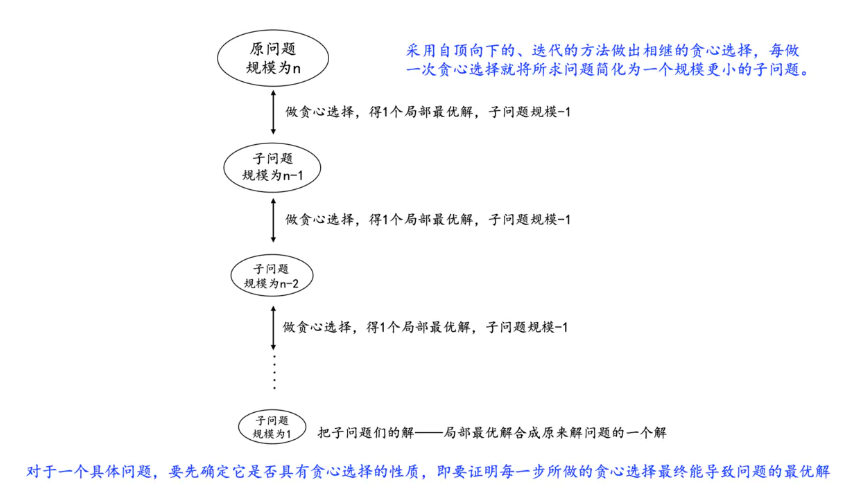 原问题
规模为n
采用自顶向下的、迭代的方法做出相继的贪心选择，每做
一次贪心选择就将所求问题简化为一个规模更小的子问题。
做贪心选择，得1个局部最优解，子问题规模-1
子问题
规模为n-1
做贪心选择，得1个局部最优解，子问题规模-1
子问题
规模为n-2
做贪心选择，得1个局部最优解，子问题规模-1
子问题
规模为1
把子问题们的解——局部最优解合成原来解问题的一个解
对于一个具体问题，要先确定它是否具有贪心选择的性质，即要证明每一步所做的贪心选择最终能导致问题的最优解